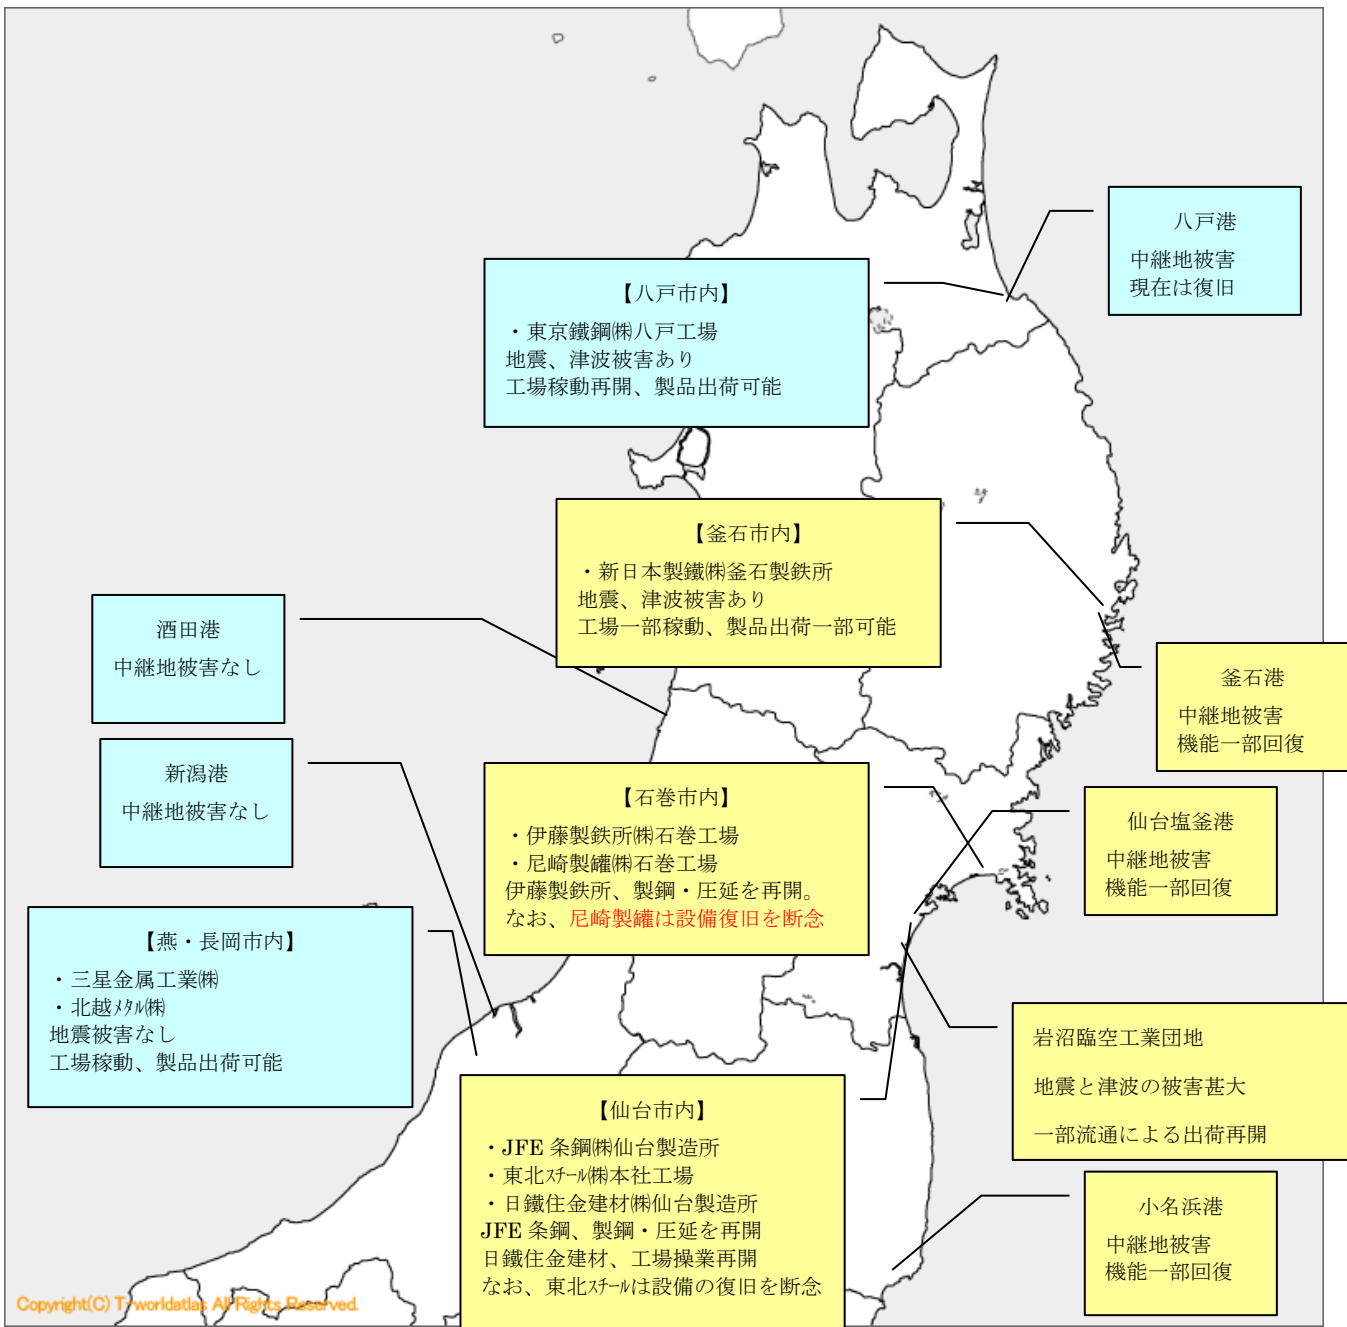 八戸港
中継地被害
現在は復旧
【八戸市内】
・東京鐵鋼㈱八戸工場
地震、津波被害あり
工場稼動再開、製品出荷可能
【釜石市内】
・新日本製鐵㈱釜石製鉄所
地震、津波被害あり
工場一部稼動、製品出荷一部可能
酒田港
中継地被害なし
釜石港
中継地被害
機能一部回復
新潟港
中継地被害なし
【石巻市内】
・伊藤製鉄所㈱石巻工場
・尼崎製罐㈱石巻工場
伊藤製鉄所、製鋼・圧延を再開。
なお、尼崎製罐は設備復旧を断念
仙台塩釜港
中継地被害
機能一部回復
【燕・長岡市内】
・三星金属工業㈱
・北越ﾒﾀﾙ㈱
地震被害なし
工場稼動、製品出荷可能
岩沼臨空工業団地
地震と津波の被害甚大
一部流通による出荷再開
【仙台市内】
・JFE 条鋼㈱仙台製造所
・東北ｽﾁｰﾙ㈱本社工場
・日鐵住金建材㈱仙台製造所
JFE 条鋼、製鋼・圧延を再開
日鐵住金建材、工場操業再開
なお、東北ｽﾁｰﾙは設備の復旧を断念
小名浜港
中継地被害
機能一部回復
Copyright(C) T-worldatlas All Rights Reserved.